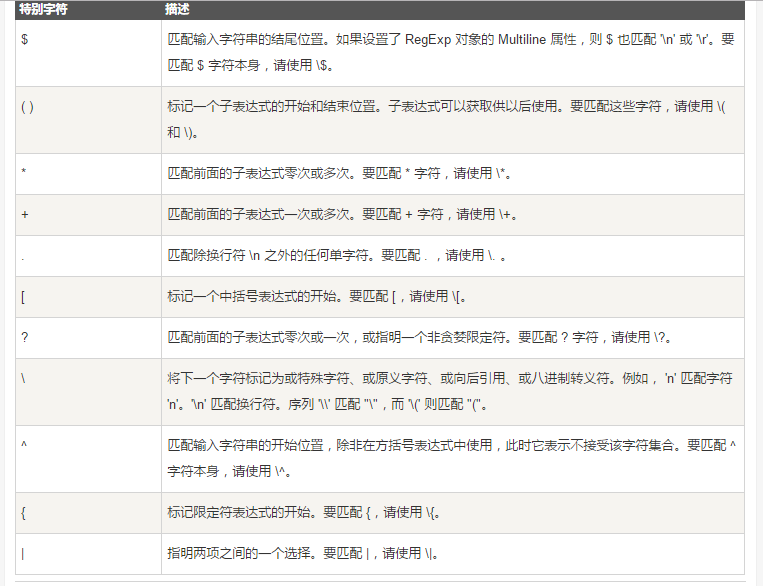 特别字符 描述
$ 匹配输入字符串的结尾位置。如果设置了 RegExp 对象的 Multiline 属性，则 $ 也匹配 '\n' 或 '\r'。要
匹配 $ 字符本身，请使用 \$。
( ) 标记一个子表达式的开始和结束位置。子表达式可以获取供以后使用。要匹配这些字符，请使用 \(
和 \)。
* 匹配前面的子表达式零次或多次。要匹配 * 字符，请使用 \*。
+ 匹配前面的子表达式一次或多次。要匹配 + 字符，请使用 \+。
. 匹配除换行符 \n 之外的任何单字符。要匹配 . ，请使用 \. 。
[ 标记一个中括号表达式的开始。要匹配 [，请使用 \[。
? 匹配前面的子表达式零次或一次，或指明一个非贪婪限定符。要匹配 ? 字符，请使用 \?。
\ 将下一个字符标记为或特殊字符、或原义字符、或向后引用、或八进制转义符。例如， 'n' 匹配字符
'n'。'\n' 匹配换行符。序列 '\\' 匹配 "\"，而 '\(' 则匹配 "("。
^ 匹配输入字符串的开始位置，除非在方括号表达式中使用，此时它表示不接受该字符集合。要匹配 ^
字符本身，请使用 \^。
{ 标记限定符表达式的开始。要匹配 {，请使用 \{。
| 指明两项之间的一个选择。要匹配 |，请使用 \|。